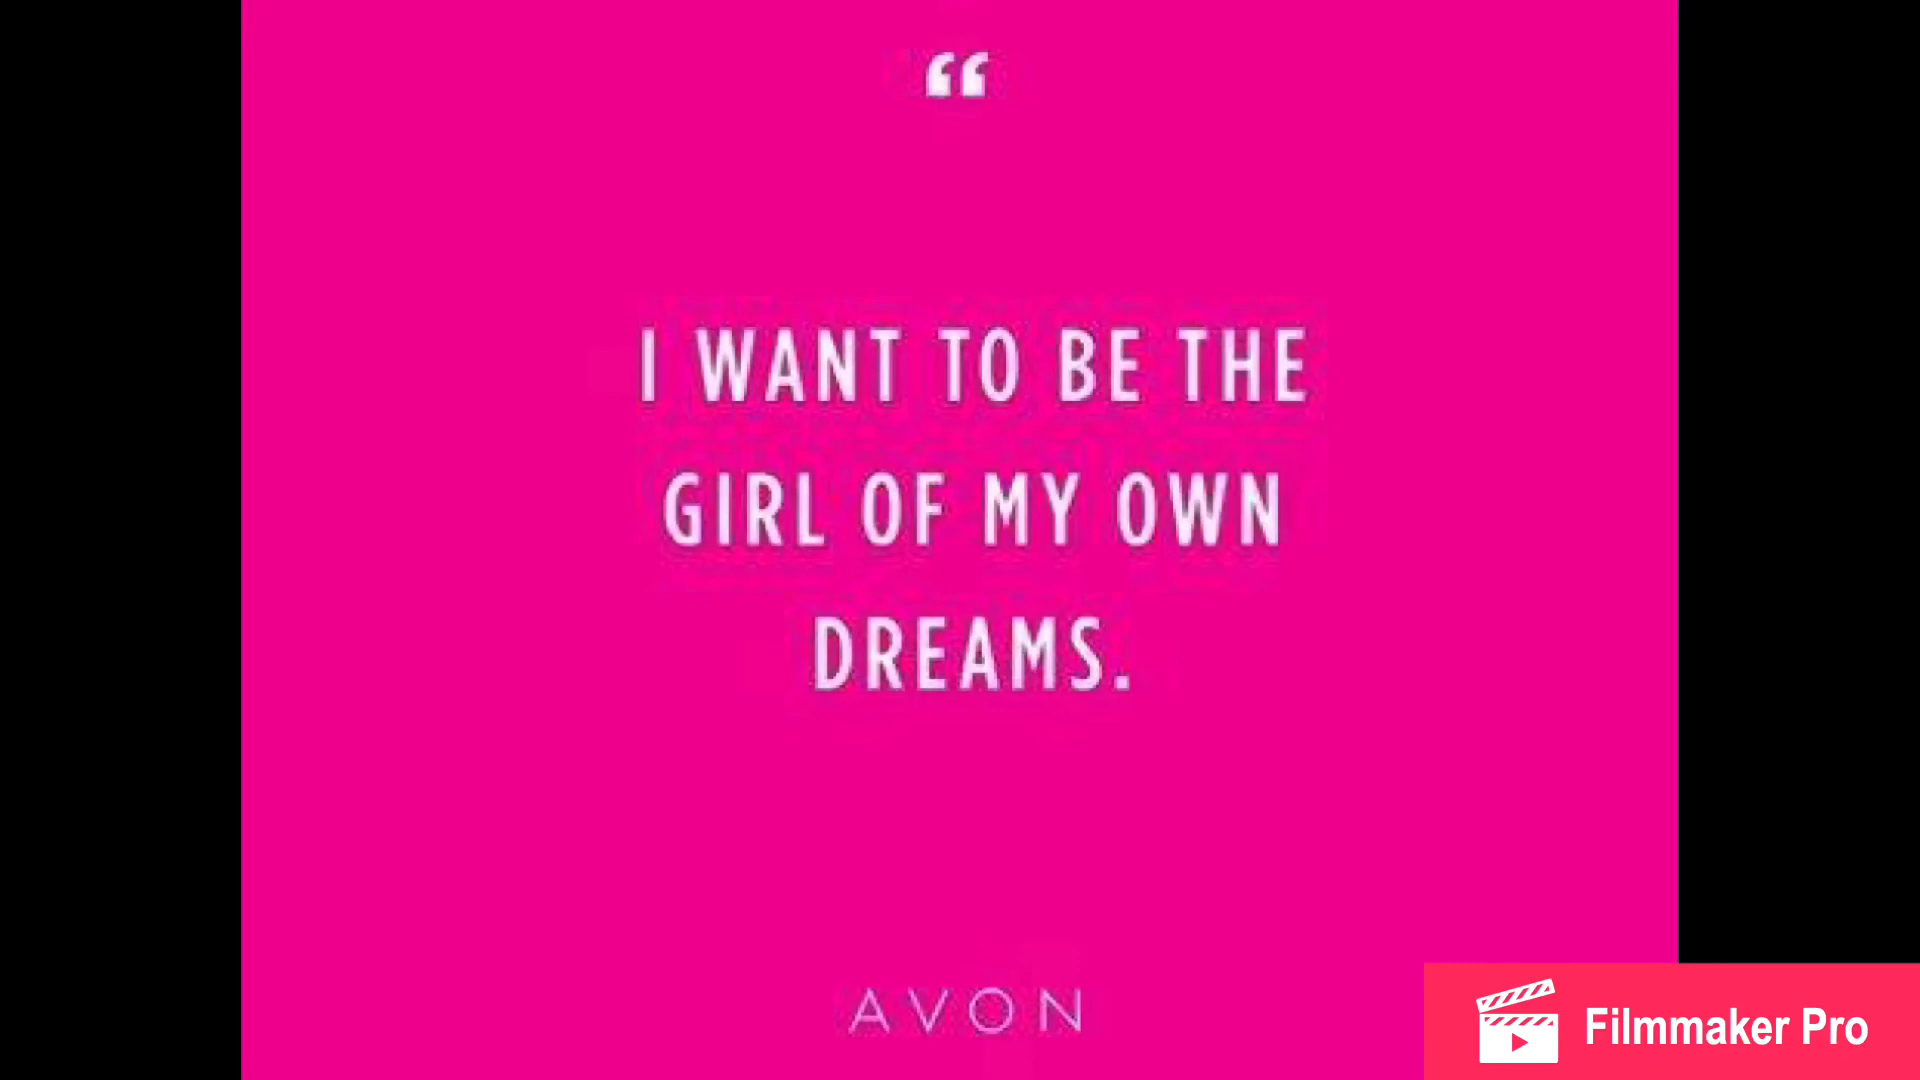 “
I WANT TO BE THE
GIRL OF MY OWN
DREAMS.
AVON
Filmmaker Pro